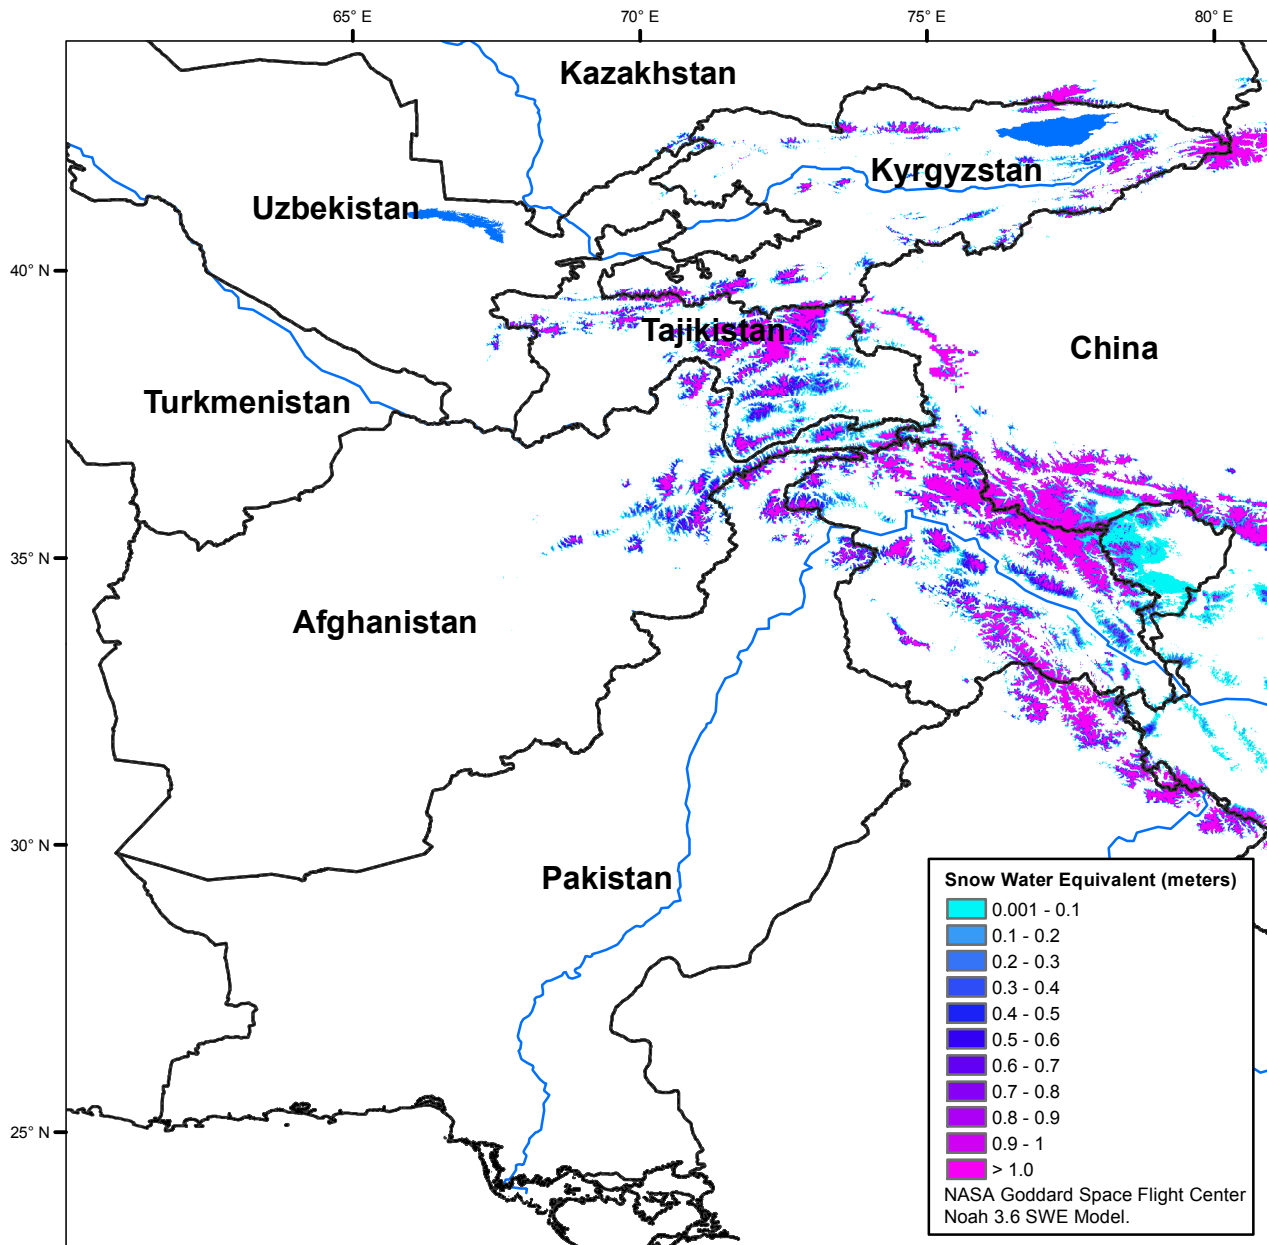 65° E
70° E
75° E
80° E
Kazakhstan
Kyrgyzstan
Uzbekistan
40° N
Tajikistan
China
Turkmenistan
35° N
Afghanistan
30° N
Pakistan
25° N
Snow Water Equivalent (meters)
0.001 - 0.1
0.1 - 0.2
0.2 - 0.3
0.3 - 0.4
0.4 - 0.5
0.5 - 0.6
0.6 - 0.7
0.7 - 0.8
0.8 - 0.9
0.9 - 1
> 1.0
NASA Goddard Space Flight Center
Noah 3.6 SWE Model.